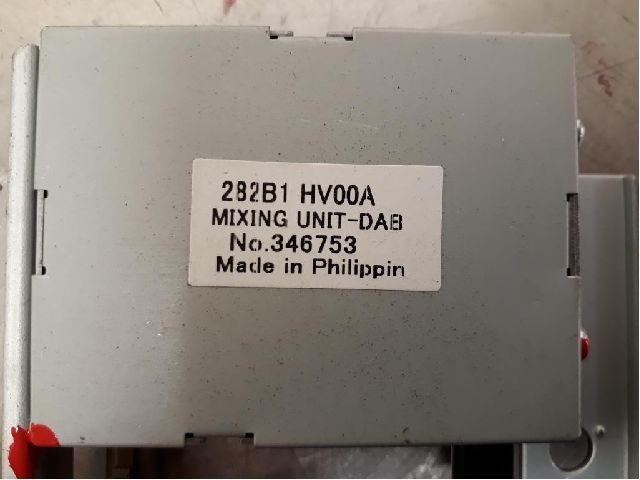 282B1 HV00A
MIXING UNIT-DAB
No.346753
Made in Philippin